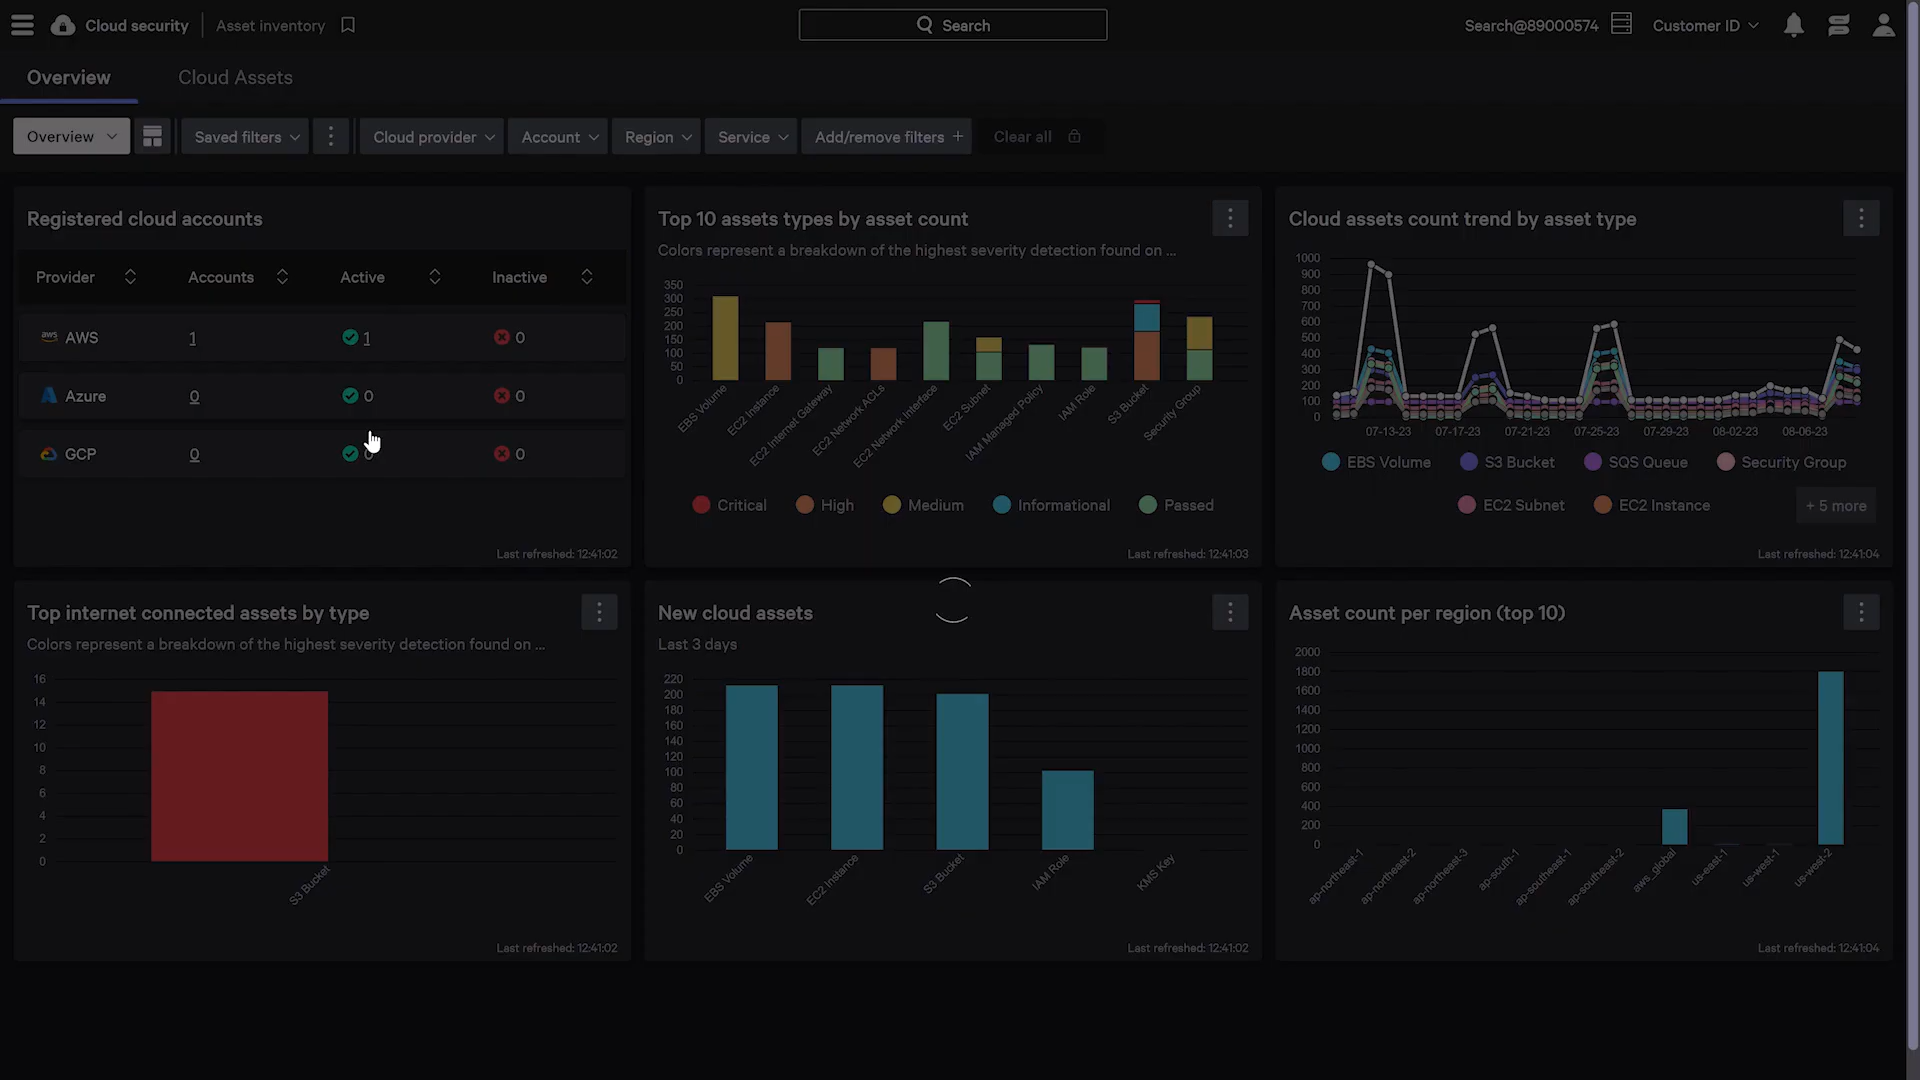 Cloud security
Asset inventory
Search
Search@89000574
Customer ID
Overview
Cloud Assets
Overview
Saved filters
Cloud provider
Account
Region
Service
Add/remove filters +
Clear all
Registered cloud accounts
Provider Accounts Active Inactive
aws AWS 1 1 0
Azure 0 0 0
GCP 0 0 0
Last refreshed: 12:41:02
Top 10 assets types by asset count
Colors represent a breakdown of the highest severity detection found on ...
350
300
250
200
150
100
50
0
EBS Volume
EC2 Instance
EC2 Internet Gateway
EC2 Network ACLs
EC2 Network Interface
EC2 Subnet
IAM Managed Policy
IAM Role
S3 Bucket
Security Group
Critical High Medium Informational Passed
Last refreshed: 12:41:03
Cloud assets count trend by asset type
1000
900
800
700
600
500
400
300
200
100
0
07-13-23 07-17-23 07-21-23 07-25-23 07-29-23 08-02-23 08-06-23
EBS Volume S3 Bucket SQS Queue Security Group
EC2 Subnet EC2 Instance + 5 more
Last refreshed: 12:41:04
Top internet connected assets by type
Colors represent a breakdown of the highest severity detection found on ...
16
14
12
10
8
6
4
2
0
S3 Bucket
Last refreshed: 12:41:02
New cloud assets
Last 3 days
220
200
180
160
140
120
100
80
60
40
20
0
EBS Volume
EC2 Instance
S3 Bucket
IAM Role
KMS Key
Last refreshed: 12:41:02
Asset count per region (top 10)
2000
1800
1600
1400
1200
1000
800
600
400
200
0
ap-northeast-1
ap-northeast-2
ap-northeast-3
ap-south-1
ap-southeast-1
ap-southeast-2
aws_global
us-east-1
us-west-1
us-west-2
Last refreshed: 12:41:04